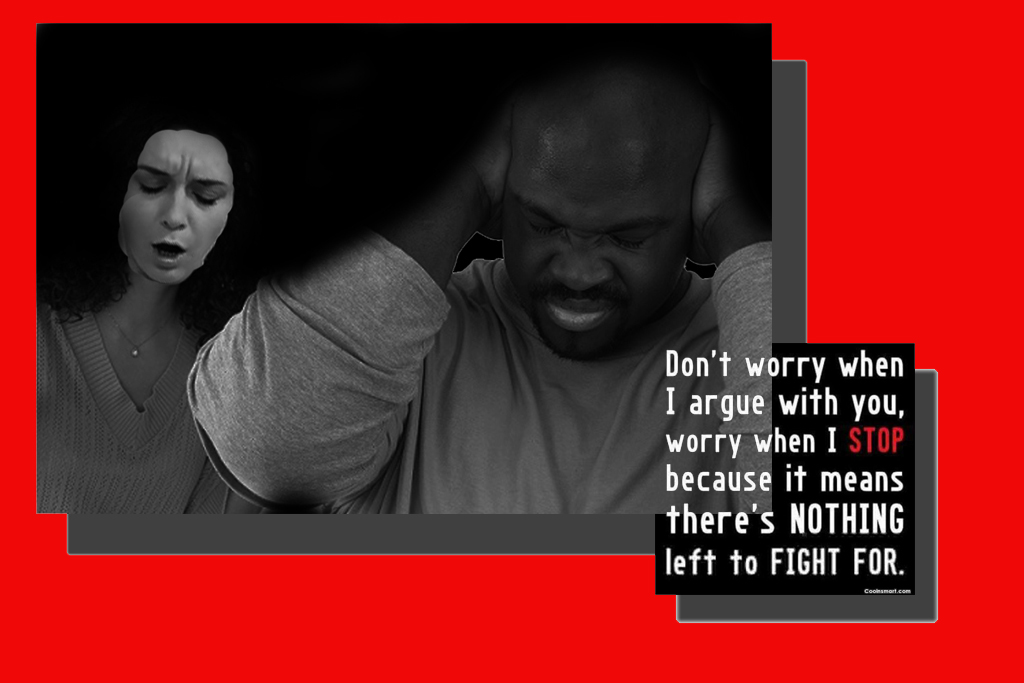 Don't worry when
I argue with you,
worry when I STOP
because it means
there's NOTHING
left to FIGHT FOR.
Coolnsmart.com